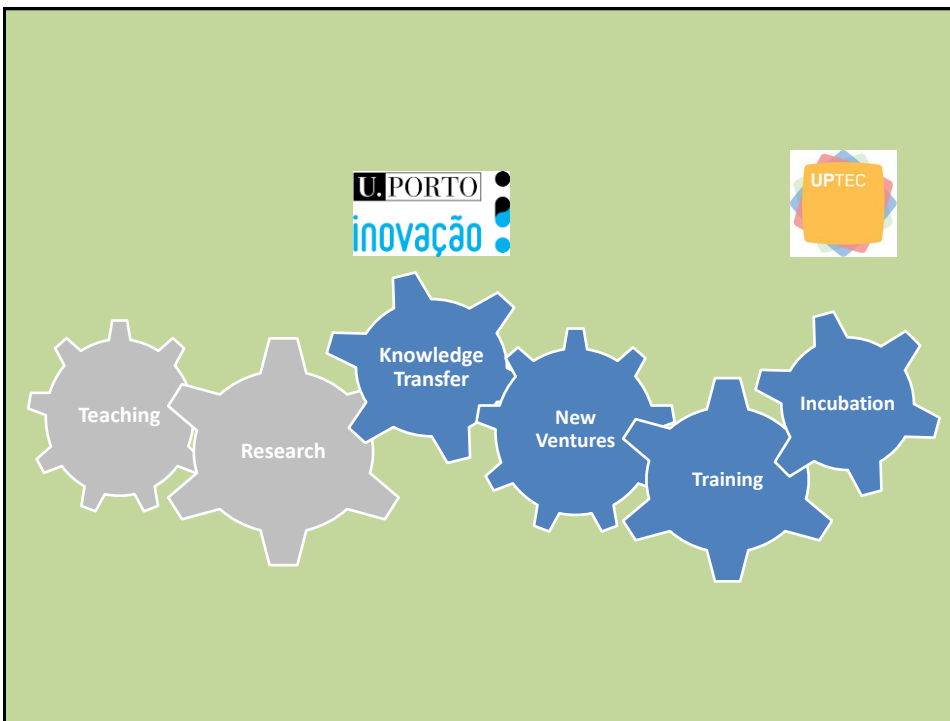 U. PORTO
inovação
UPTEC
Teaching
Research
Knowledge
Transfer
New
Ventures
Training
Incubation